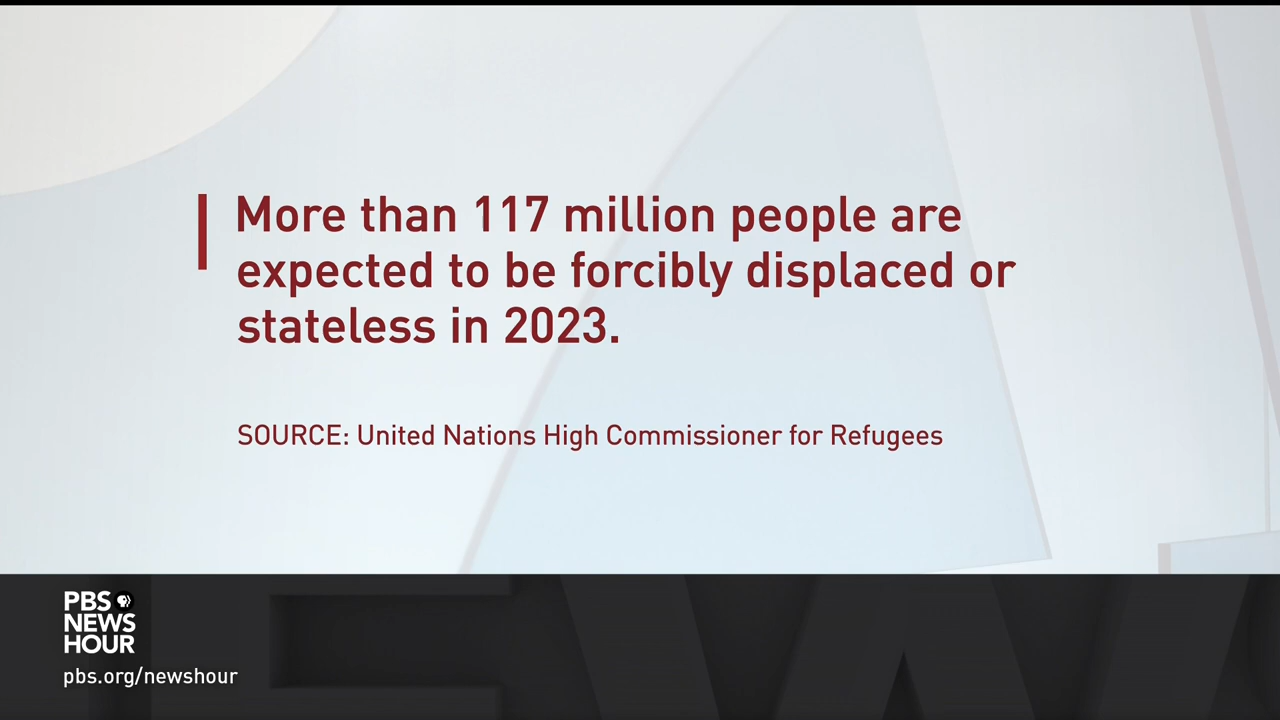 More than 117 million people are
expected to be forcibly displaced or
stateless in 2023.
SOURCE: United Nations High Commissioner for Refugees
PBS
NEWS
HOUR
pbs.org/newshour